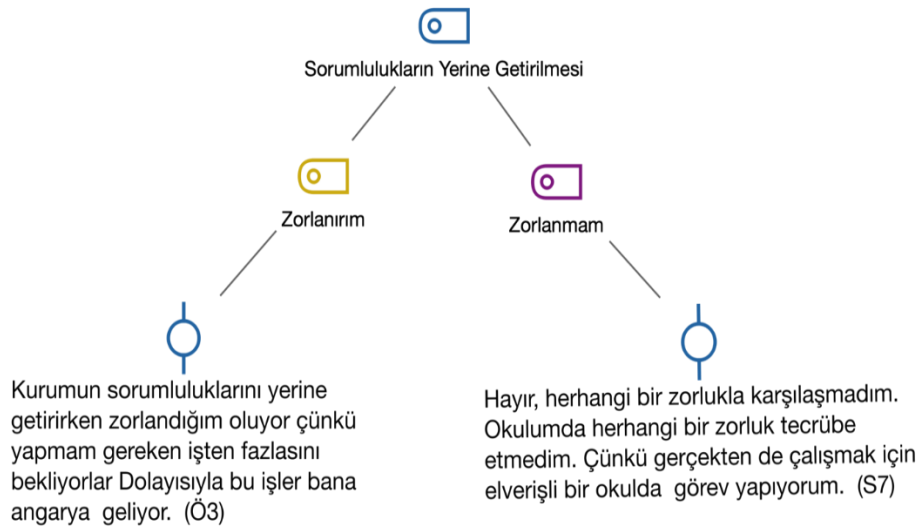 Sorumlulukların Yerine Getirilmesi
Zorlanırım
Zorlanmam
Kurumun sorumluluklarını yerine
getirirken zorlandığım oluyor çünkü
yapmam gereken işten fazlasını
bekliyorlar Dolayısıyla bu işler bana
angarya geliyor. (Ö3)
Hayır, herhangi bir zorlukla karşılaşmadım.
Okulumda herhangi bir zorluk tecrübe
etmedim. Çünkü gerçekten de çalışmak için
elverişli bir okulda görev yapıyorum. (S7)